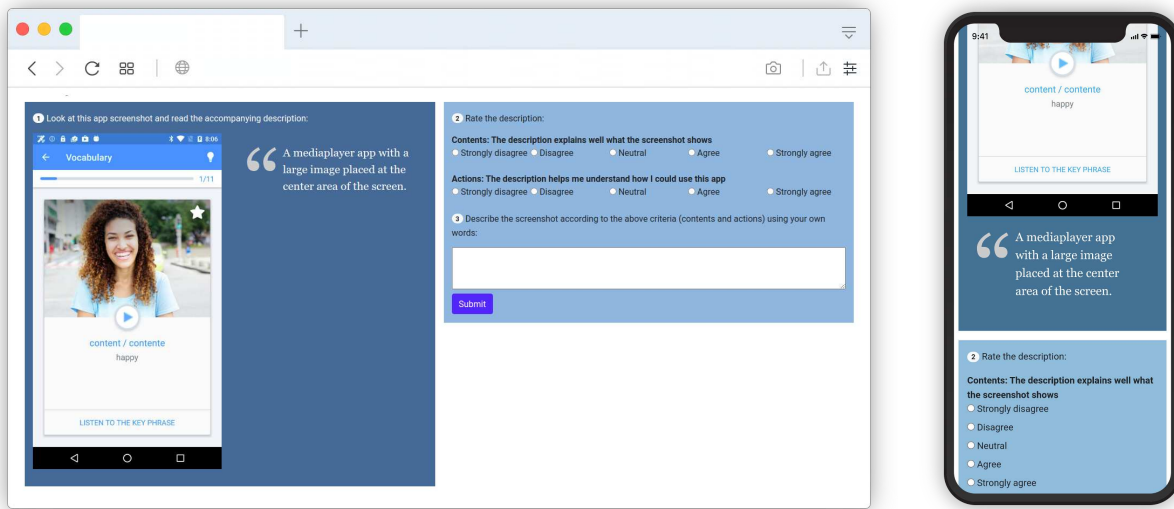 1 Look at this app screenshot and read the accompanying description:
8:06
Vocabulary
1/11
content / contente
happy
LISTEN TO THE KEY PHRASE
“ A mediaplayer app with a
large image placed at the
center area of the screen.
2 Rate the description:
Contents: The description explains well what the screenshot shows
Strongly disagree Disagree Neutral Agree Strongly agree
Actions: The description helps me understand how I could use this app
Strongly disagree Disagree Neutral Agree Strongly agree
3 Describe the screenshot according to the above criteria (contents and actions) using your own
words:
Submit
9:41
content / contente
happy
LISTEN TO THE KEY PHRASE
“ A mediaplayer app
with a large image
placed at the center
area of the screen.
2 Rate the description:
Contents: The description explains well what
the screenshot shows
Strongly disagree
Disagree
Neutral
Agree
Strongly agree